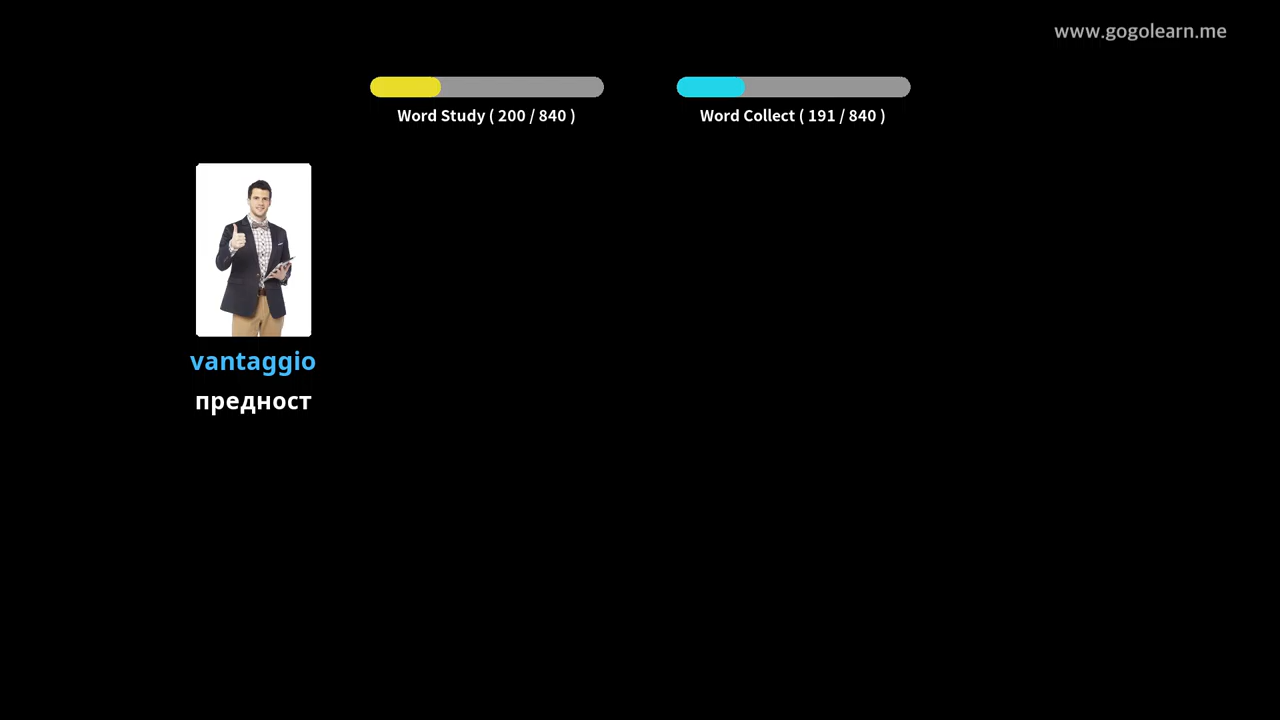 www.gogolearn.me
Word Study ( 200 / 840 )
Word Collect ( 191 / 840 )
vantaggio
предност